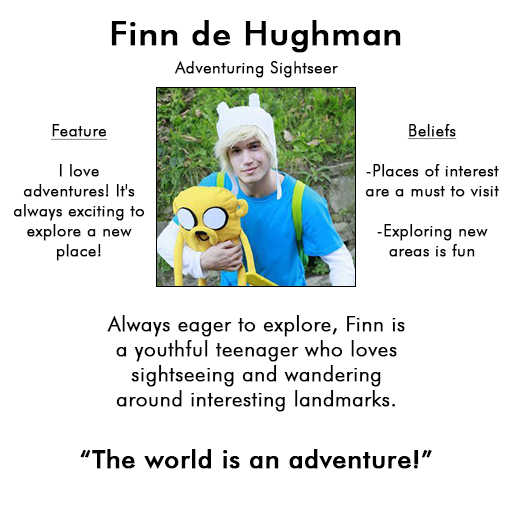 Finn de Hughman
Adventuring Sightseer
Feature
I love
adventures! It's
always exciting to
explore a new
place!
Beliefs
-Places of interest
are a must to visit
-Exploring new
areas is fun
Always eager to explore, Finn is
a youthful teenager who loves
sightseeing and wandering
around interesting landmarks.
“The world is an adventure!”